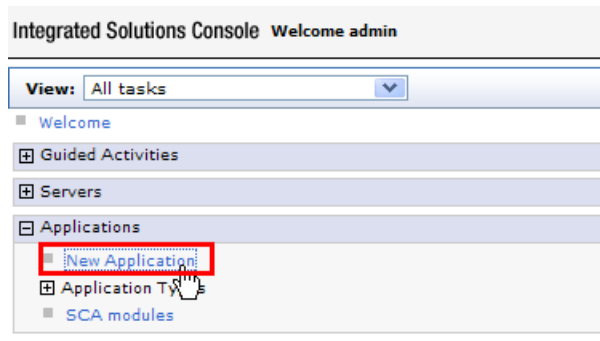 Integrated Solutions Console Welcome admin
View: All tasks
Welcome
Guided Activities
Servers
Applications
New Application
Application Types
SCA modules